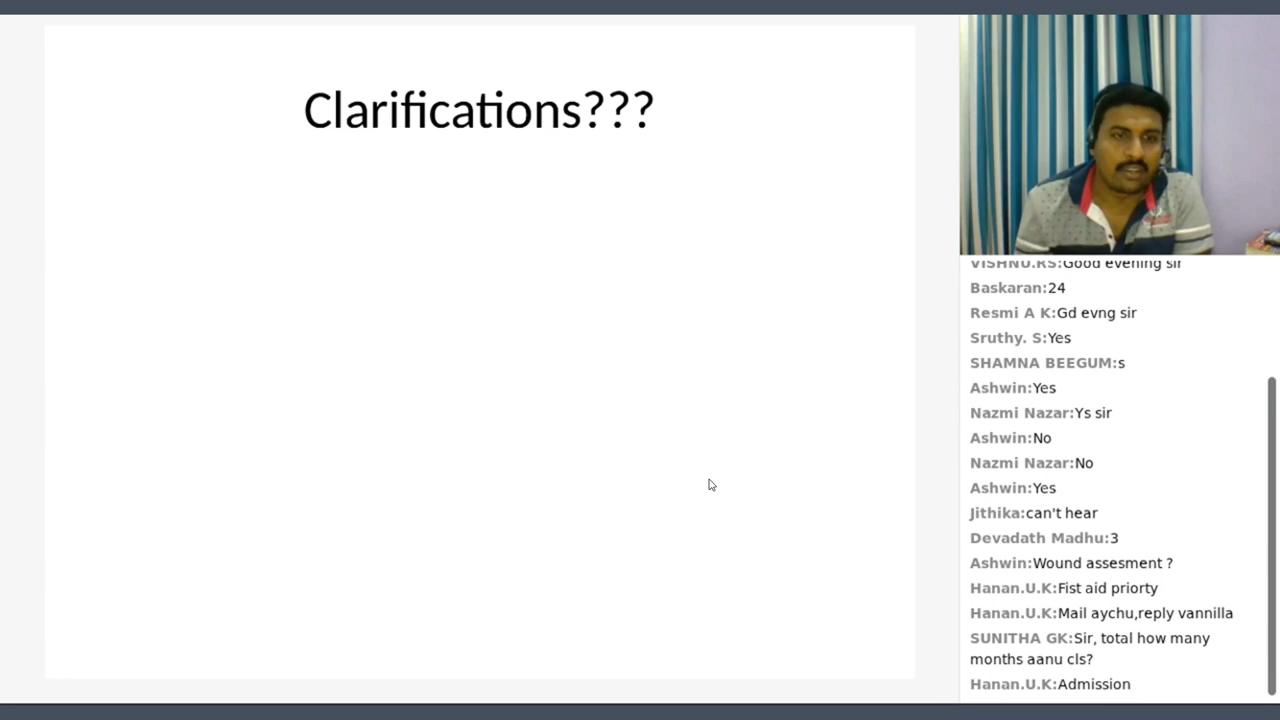 Clarifications???
VISHNU.RS:Good evening sir
Baskaran:24
Resmi A K:Gd evng sir
Sruthy. S:Yes
SHAMNA BEEGUM:s
Ashwin:Yes
Nazmi Nazar:Ys sir
Ashwin:No
Nazmi Nazar:No
Ashwin:Yes
Jithika:can't hear
Devadath Madhu:3
Ashwin:Wound assesment ?
Hanan.U.K:Fist aid priorty
Hanan.U.K:Mail aychu,reply vannilla
SUNITHA GK:Sir, total how many
months aanu cls?
Hanan.U.K:Admission